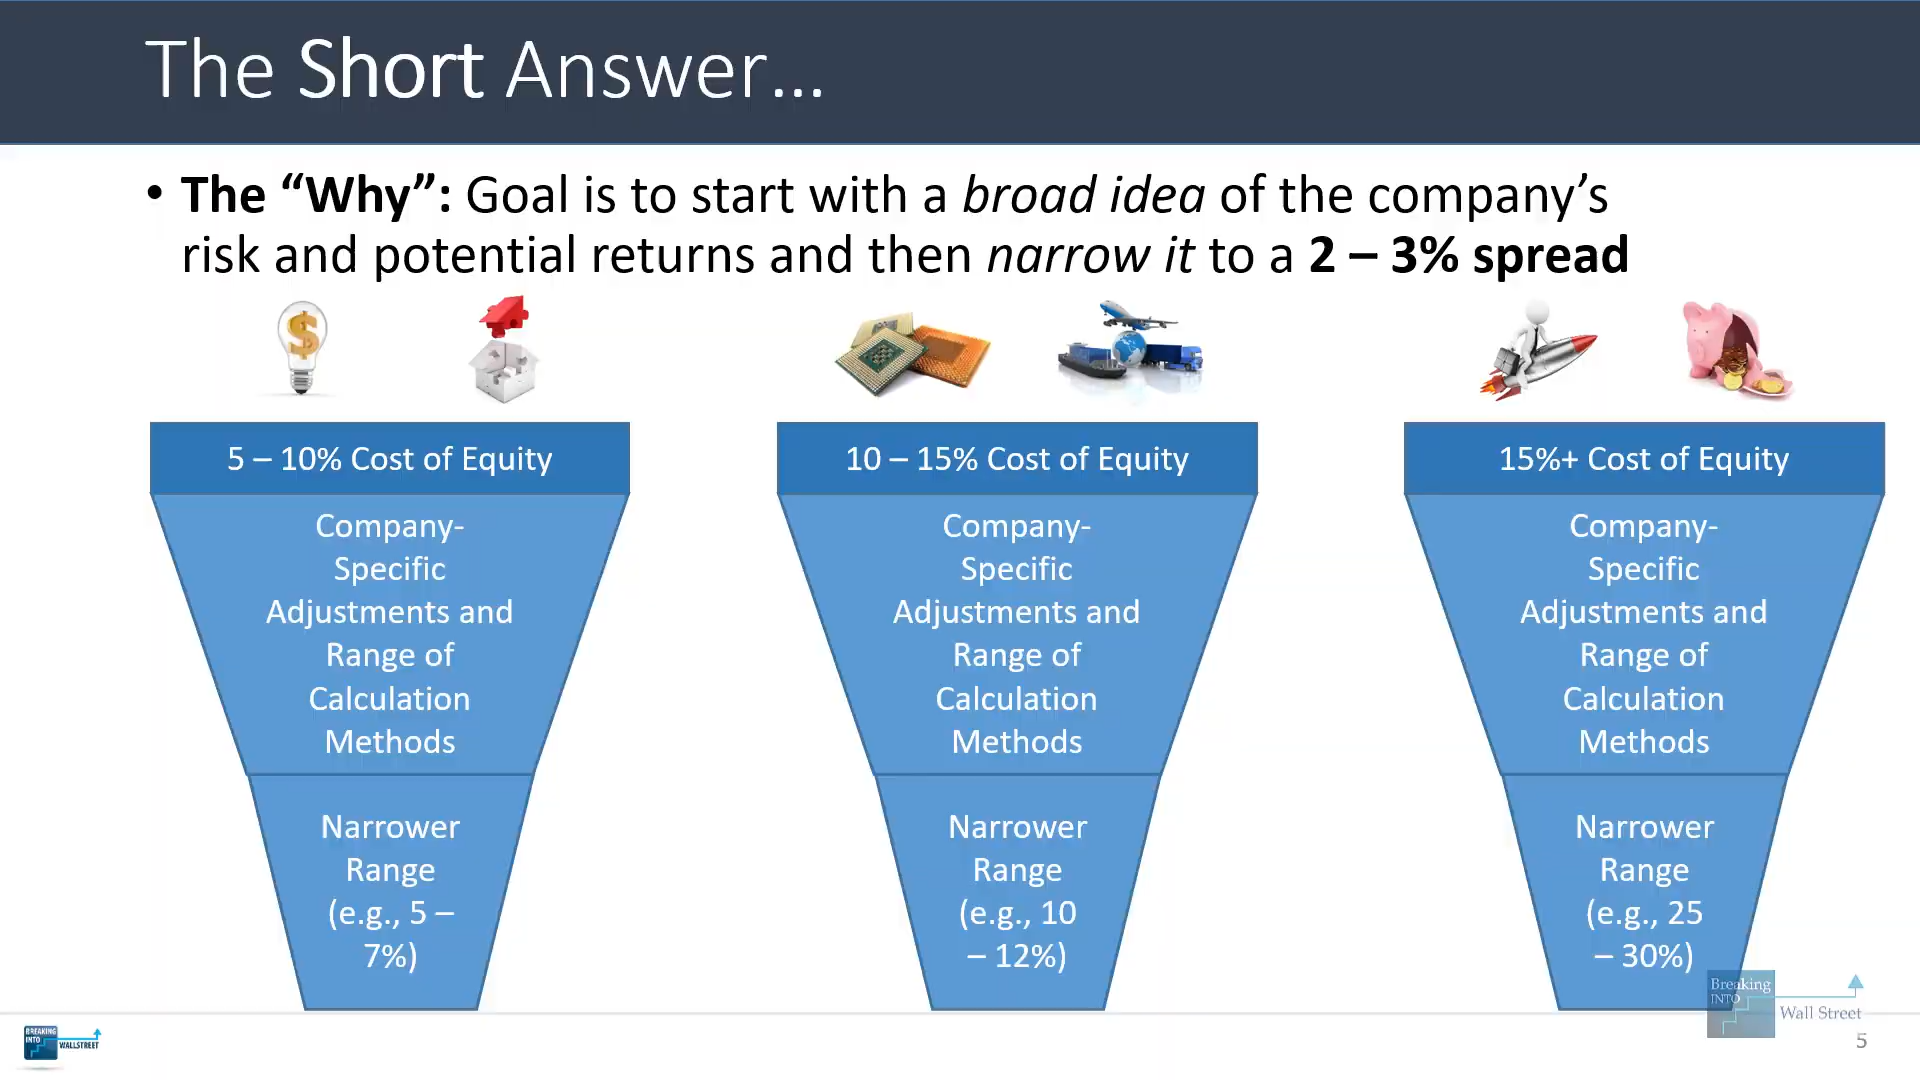 The Short Answer…
• The “Why”: Goal is to start with a broad idea of the company’s
risk and potential returns and then narrow it to a 2 – 3% spread
5 – 10% Cost of Equity
Company-
Specific
Adjustments and
Range of
Calculation
Methods
Narrower
Range
(e.g., 5 –
7%)
10 – 15% Cost of Equity
Company-
Specific
Adjustments and
Range of
Calculation
Methods
Narrower
Range
(e.g., 10
– 12%)
15%+ Cost of Equity
Company-
Specific
Adjustments and
Range of
Calculation
Methods
Narrower
Range
(e.g., 25
– 30%)
Breaking
INTO
Wall Street
BREAKING
INTO
WALLSTREET
5